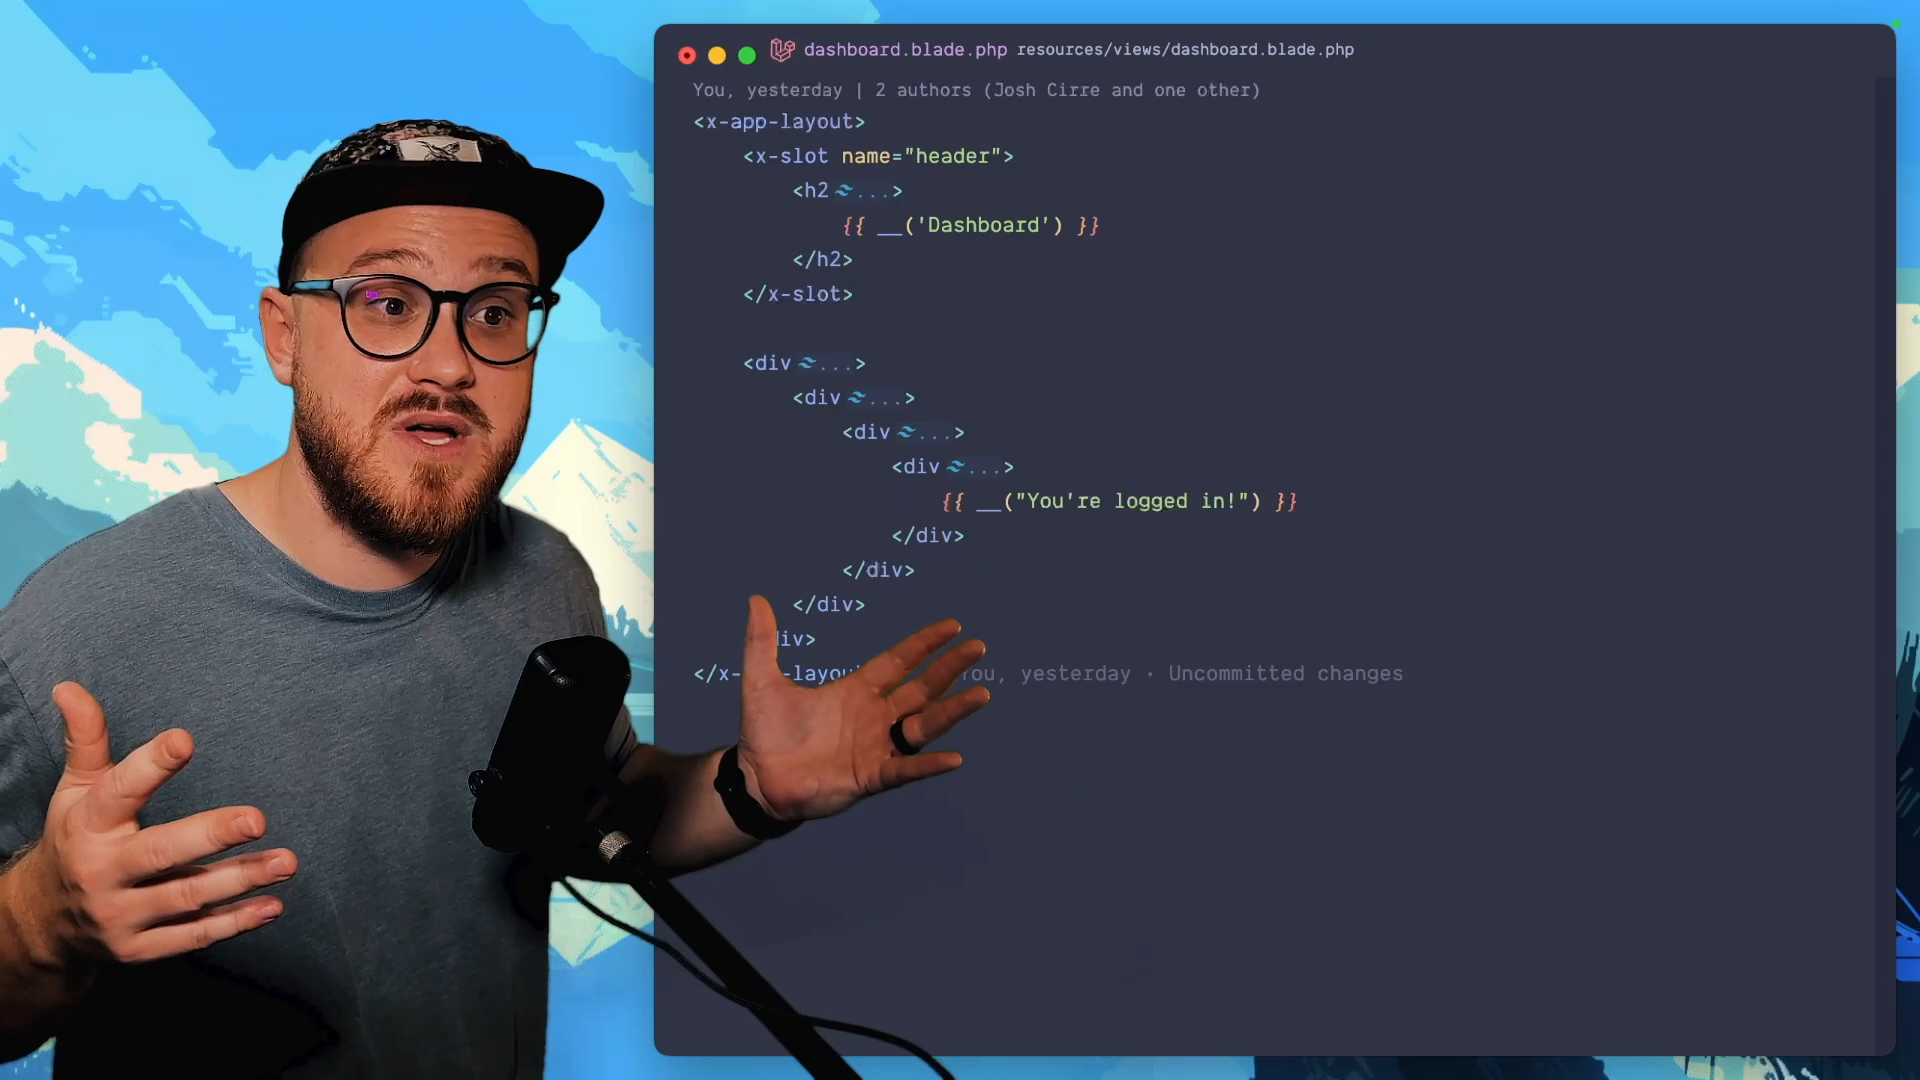 dashboard.blade.php resources/views/dashboard.blade.php
You, yesterday | 2 authors (Josh Cirre and one other)
<x-app-layout>
<x-slot name="header">
<h2 ...>
{{ __('Dashboard') }}
</h2>
</x-slot>
<div ...>
<div ...>
<div ...>
<div ...>
{{ __("You're logged in!") }}
</div>
</div>
</div>
div>
</x- -layou You, yesterday · Uncommitted changes